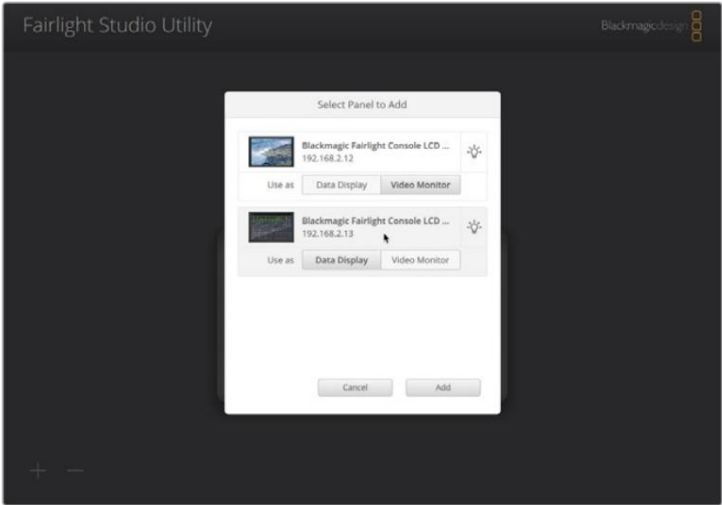 Fairlight Studio Utility
Blackmagicdesign
Select Panel to Add
Blackmagic Fairlight Console LCD ...
192.168.2.12
Use as Data Display Video Monitor
Blackmagic Fairlight Console LCD ...
192.168.2.13
Use as Data Display Video Monitor
Cancel Add